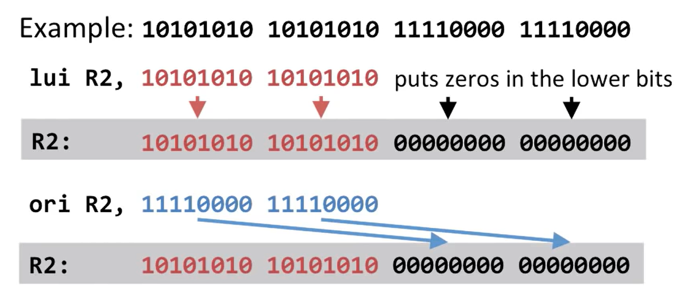 Example: 10101010 10101010 11110000 11110000
lui R2, 10101010 10101010 puts zeros in the lower bits
R2: 10101010 10101010 00000000 00000000
ori R2, 11110000 11110000
R2: 10101010 10101010 00000000 00000000